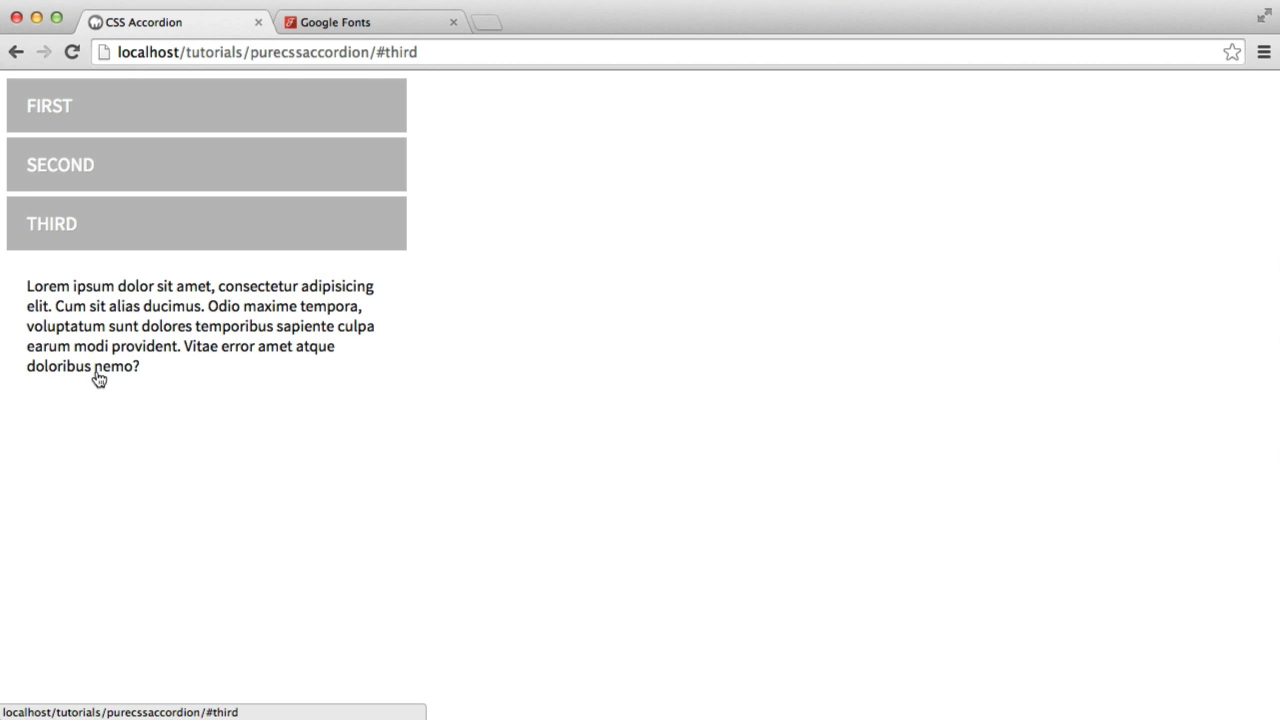 CSS Accordion
Google Fonts
localhost/tutorials/purecssaccordion/#third
FIRST
SECOND
THIRD
Lorem ipsum dolor sit amet, consectetur adipisicing
elit. Cum sit alias ducimus. Odio maxime tempora,
voluptatum sunt dolores temporibus sapiente culpa
earum modi provident. Vitae error amet atque
doloribus nemo?
localhost/tutorials/purecssaccordion/#third